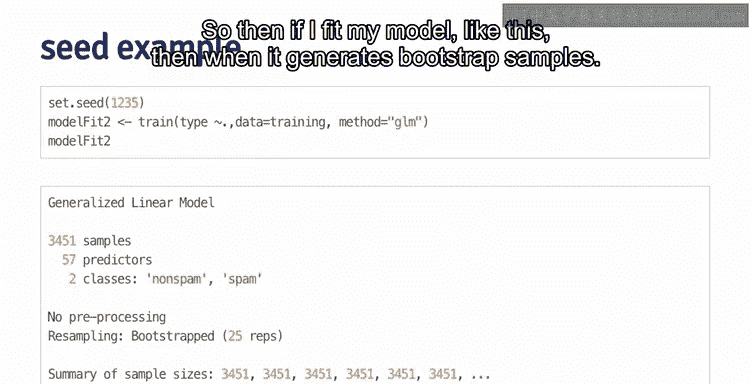 So then if I fit my model, like this,
seed example
then when it generates bootstrap samples.
set.seed(1235)
modelFit2 <- train(type ~.,data=training, method="glm")
modelFit2
Generalized Linear Model
3451 samples
57 predictors
2 classes: 'nonspam', 'spam'
No pre-processing
Resampling: Bootstrapped (25 reps)
Summary of sample sizes: 3451, 3451, 3451, 3451, 3451, 3451, ...